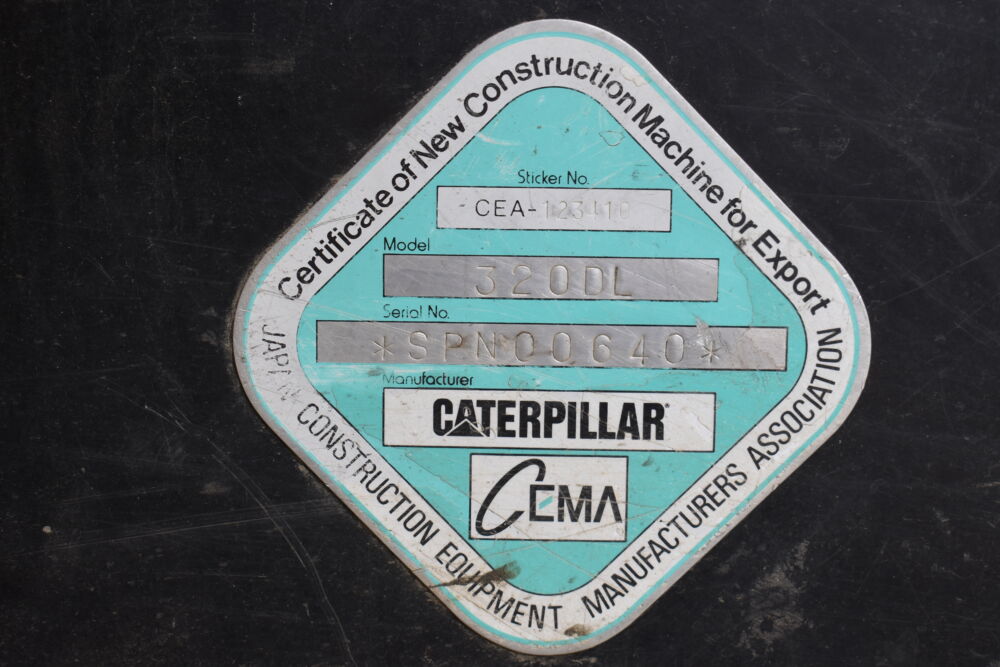 Certificate of New Construction Machine for Export
Sticker No.
CEA-123410
Model
320DL
Serial No.
*SPN00640*
Manufacturer
CATERPILLAR
CEMA
JAPAN CONSTRUCTION EQUIPMENT MANUFACTURERS ASSOCIATION